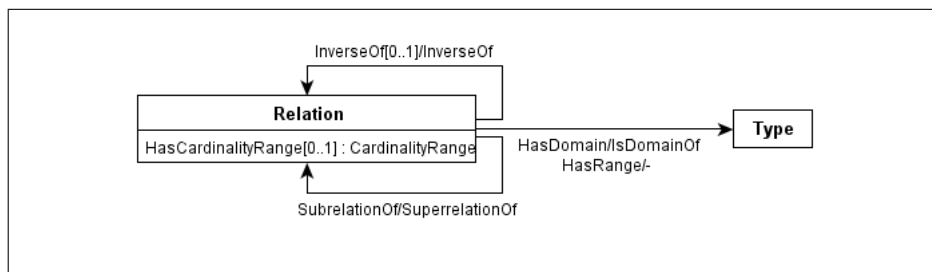 InverseOf[0..1]/InverseOf
Relation
HasCardinalityRange[0..1] : CardinalityRange
Type
HasDomain/IsDomainOf
HasRange/-
SubrelationOf/SuperrelationOf